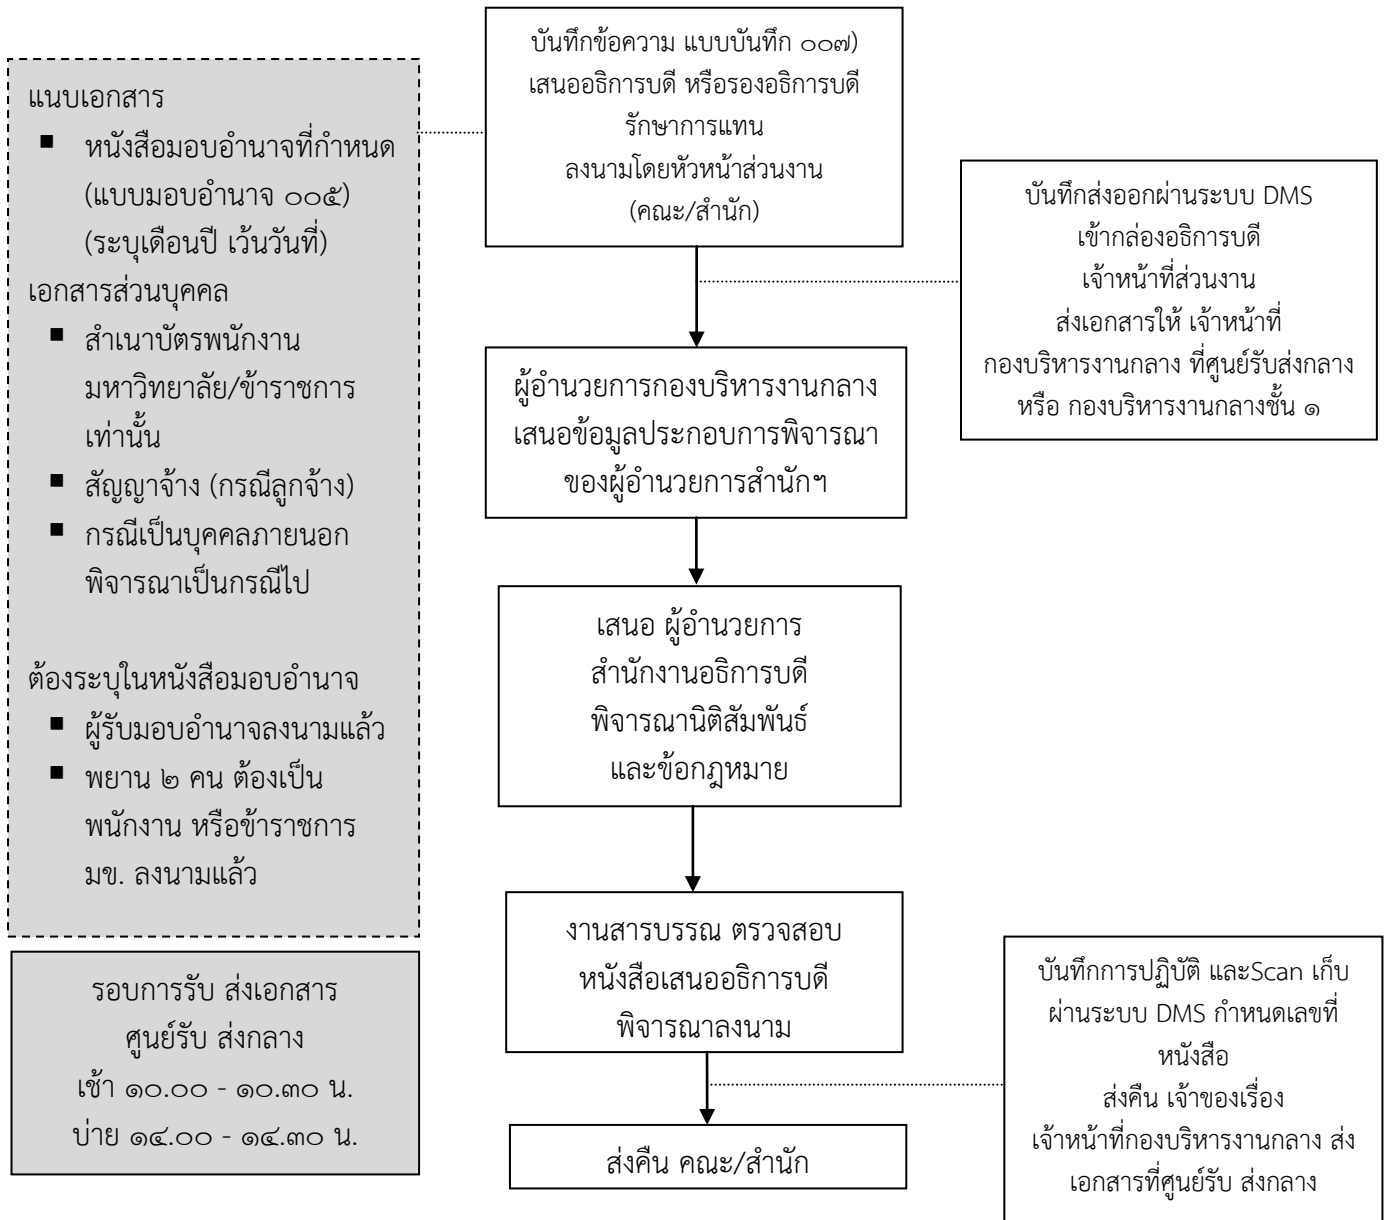 บันทึกข้อความ แบบบันทึก ๐๐๗)
เสนออธิการบดี หรือรองอธิการบดี
รักษาการแทน
ลงนามโดยหัวหน้าส่วนงาน
(คณะ/สำนัก)
แนบเอกสาร
■ หนังสือมอบอำนาจที่กำหนด
(แบบมอบอำนาจ ๐๐๕)
(ระบุเดือนปี เว้นวันที่)
เอกสารส่วนบุคคล
■ สำเนาบัตรพนักงาน
มหาวิทยาลัย/ข้าราชการ
เท่านั้น
■ สัญญาจ้าง (กรณีลูกจ้าง)
■ กรณีเป็นบุคคลภายนอก
พิจารณาเป็นกรณีไป
ต้องระบุในหนังสือมอบอำนาจ
■ ผู้รับมอบอำนาจลงนามแล้ว
■ พยาน ๒ คน ต้องเป็น
พนักงาน หรือข้าราชการ
มข. ลงนามแล้ว
บันทึกส่งออกผ่านระบบ DMS
เข้ากล่องอธิการบดี
เจ้าหน้าที่ส่วนงาน
ส่งเอกสารให้ เจ้าหน้าที่
กองบริหารงานกลาง ที่ศูนย์รับส่งกลาง
หรือ กองบริหารงานกลางชั้น ๑
ผู้อำนวยการกองบริหารงานกลาง
เสนอข้อมูลประกอบการพิจารณา
ของผู้อำนวยการสำนักฯ
เสนอ ผู้อำนวยการ
สำนักงานอธิการบดี
พิจารณานิติสัมพันธ์
และข้อกฎหมาย
งานสารบรรณ ตรวจสอบ
หนังสือเสนออธิการบดี
พิจารณาลงนาม
รอบการรับ ส่งเอกสาร
ศูนย์รับ ส่งกลาง
เช้า ๑๐.๐๐ - ๑๐.๓๐ น.
บ่าย ๑๔.๐๐ - ๑๔.๓๐ น.
บันทึกการปฏิบัติ และScan เก็บ
ผ่านระบบ DMS กำหนดเลขที่
หนังสือ
ส่งคืน เจ้าของเรื่อง
เจ้าหน้าที่กองบริหารงานกลาง ส่ง
เอกสารที่ศูนย์รับ ส่งกลาง
ส่งคืน คณะ/สำนัก